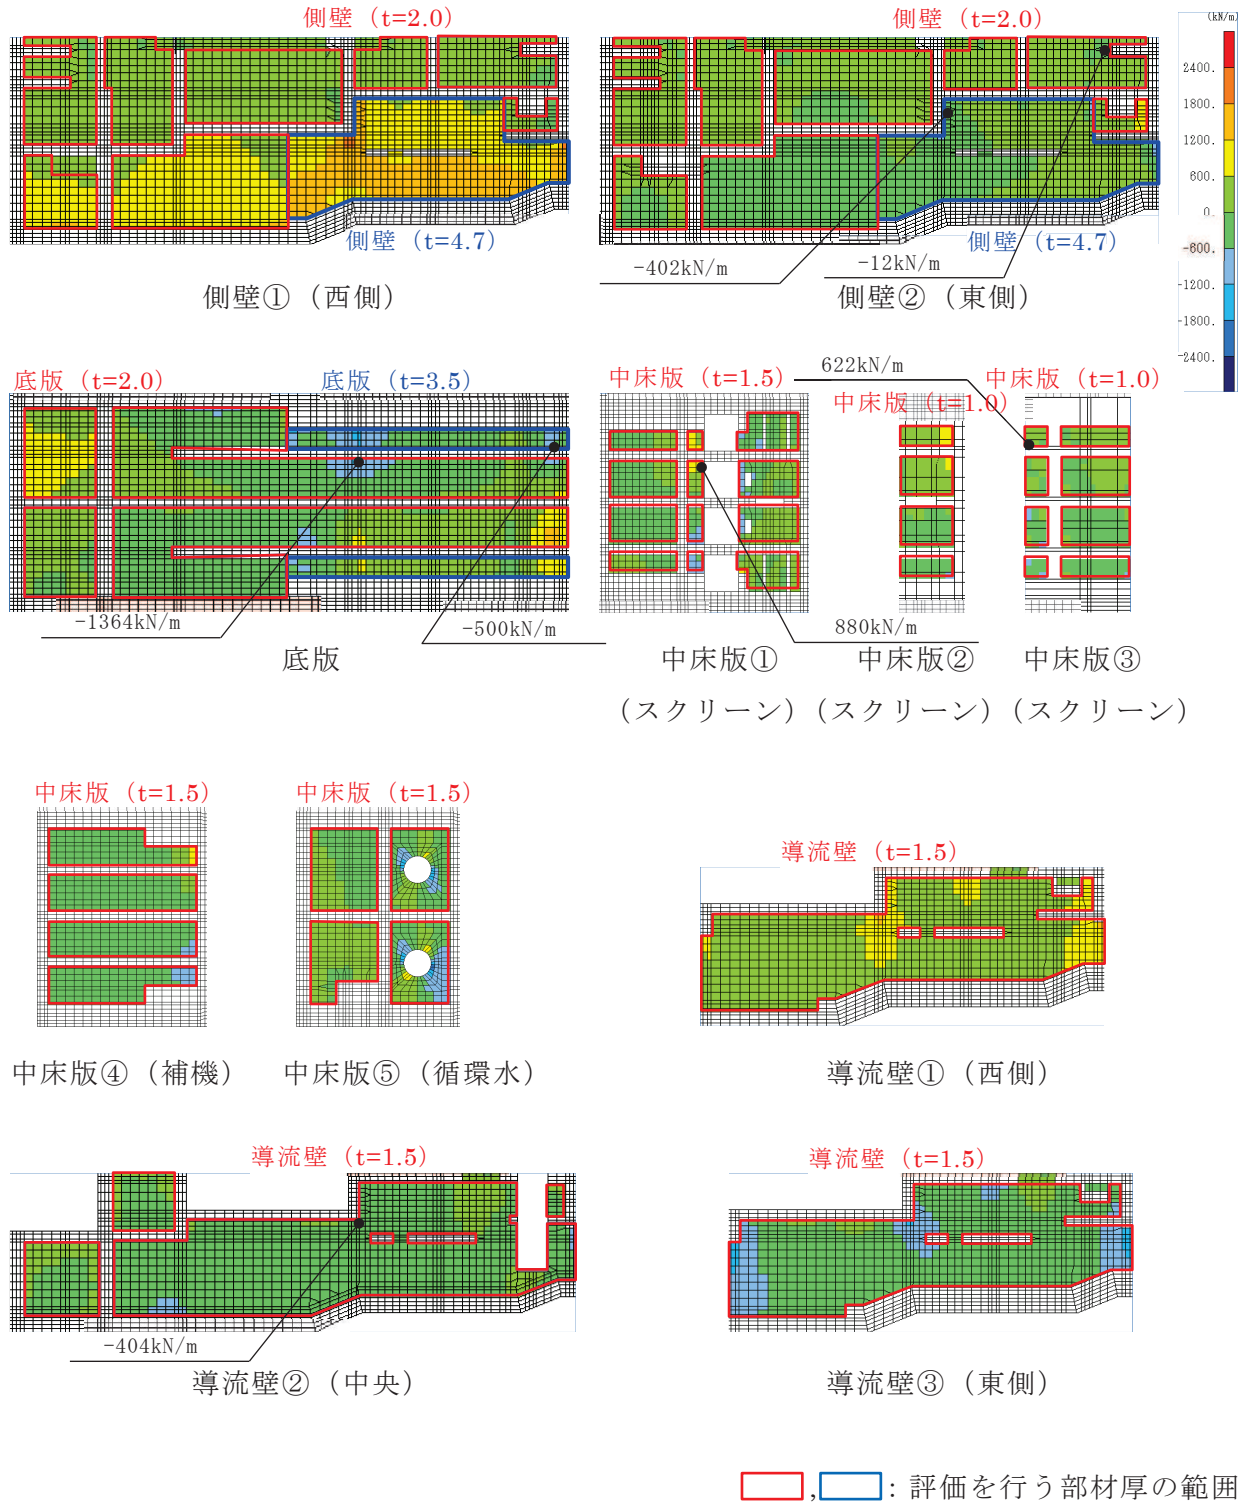 側壁（t=2.0）
側壁（t=2.0）
(kN/m)
2400.
1800.
1200.
600.
0.
-600.
-1200.
-1800.
-2400.
側壁（t=4.7）
側壁（t=4.7）
-402kN/m
-12kN/m
側壁①（西側）
側壁②（東側）
底版（t=2.0）
底版（t=3.5）
中床版（t=1.5）
622kN/m
中床版（t=1.0）
中床版（t=1.0）
-1364kN/m
-500kN/m
880kN/m
底版
中床版①
（スクリーン）
中床版②
（スクリーン）
中床版③
（スクリーン）
中床版（t=1.5）
中床版（t=1.5）
導流壁（t=1.5）
中床版④（補機）
中床版⑤（循環水）
導流壁①（西側）
導流壁（t=1.5）
導流壁（t=1.5）
-404kN/m
導流壁②（中央）
導流壁③（東側）
,　：評価を行う部材厚の範囲